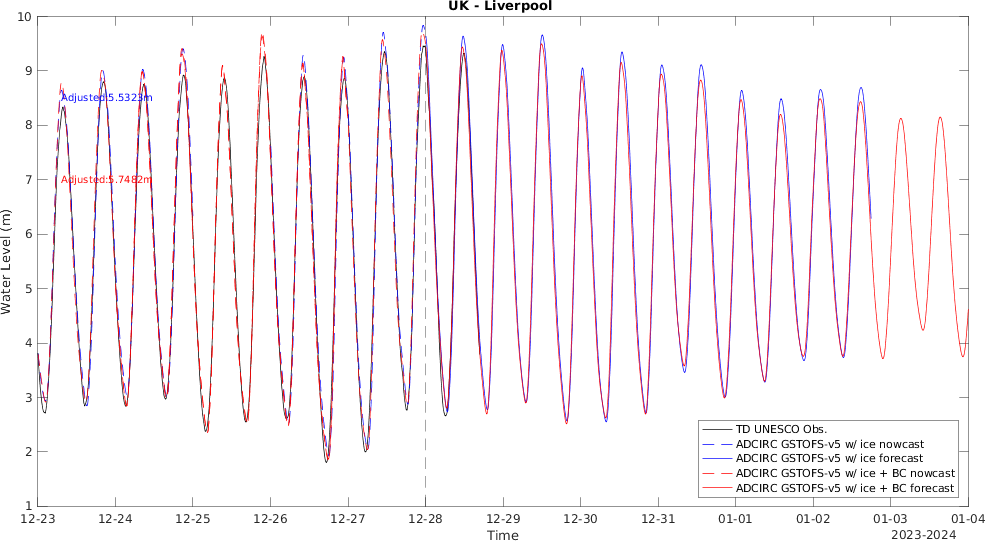 UK - Liverpool
10
9
8
7
6
5
4
3
2
1
Water Level (m)
Adjusted:5.5323m
Adjusted:5.7482m
TD UNESCO Obs.
ADCIRC GSTOFS-v5 w/ ice nowcast
ADCIRC GSTOFS-v5 w/ ice forecast
ADCIRC GSTOFS-v5 w/ ice + BC nowcast
ADCIRC GSTOFS-v5 w/ ice + BC forecast
12-23 12-24 12-25 12-26 12-27 12-28 12-29 12-30 12-31 01-01 01-02 01-03 01-04
Time
2023-2024